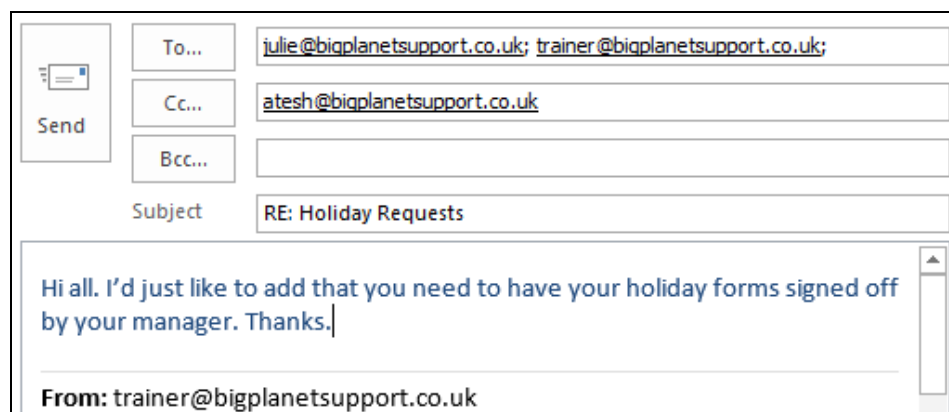 To... julie@bigplanetsupport.co.uk; trainer@bigplanetsupport.co.uk;
Cc... atesh@bigplanetsupport.co.uk
Send
Bcc...
Subject RE: Holiday Requests
Hi all. I’d just like to add that you need to have your holiday forms signed off
by your manager. Thanks.
From: trainer@bigplanetsupport.co.uk